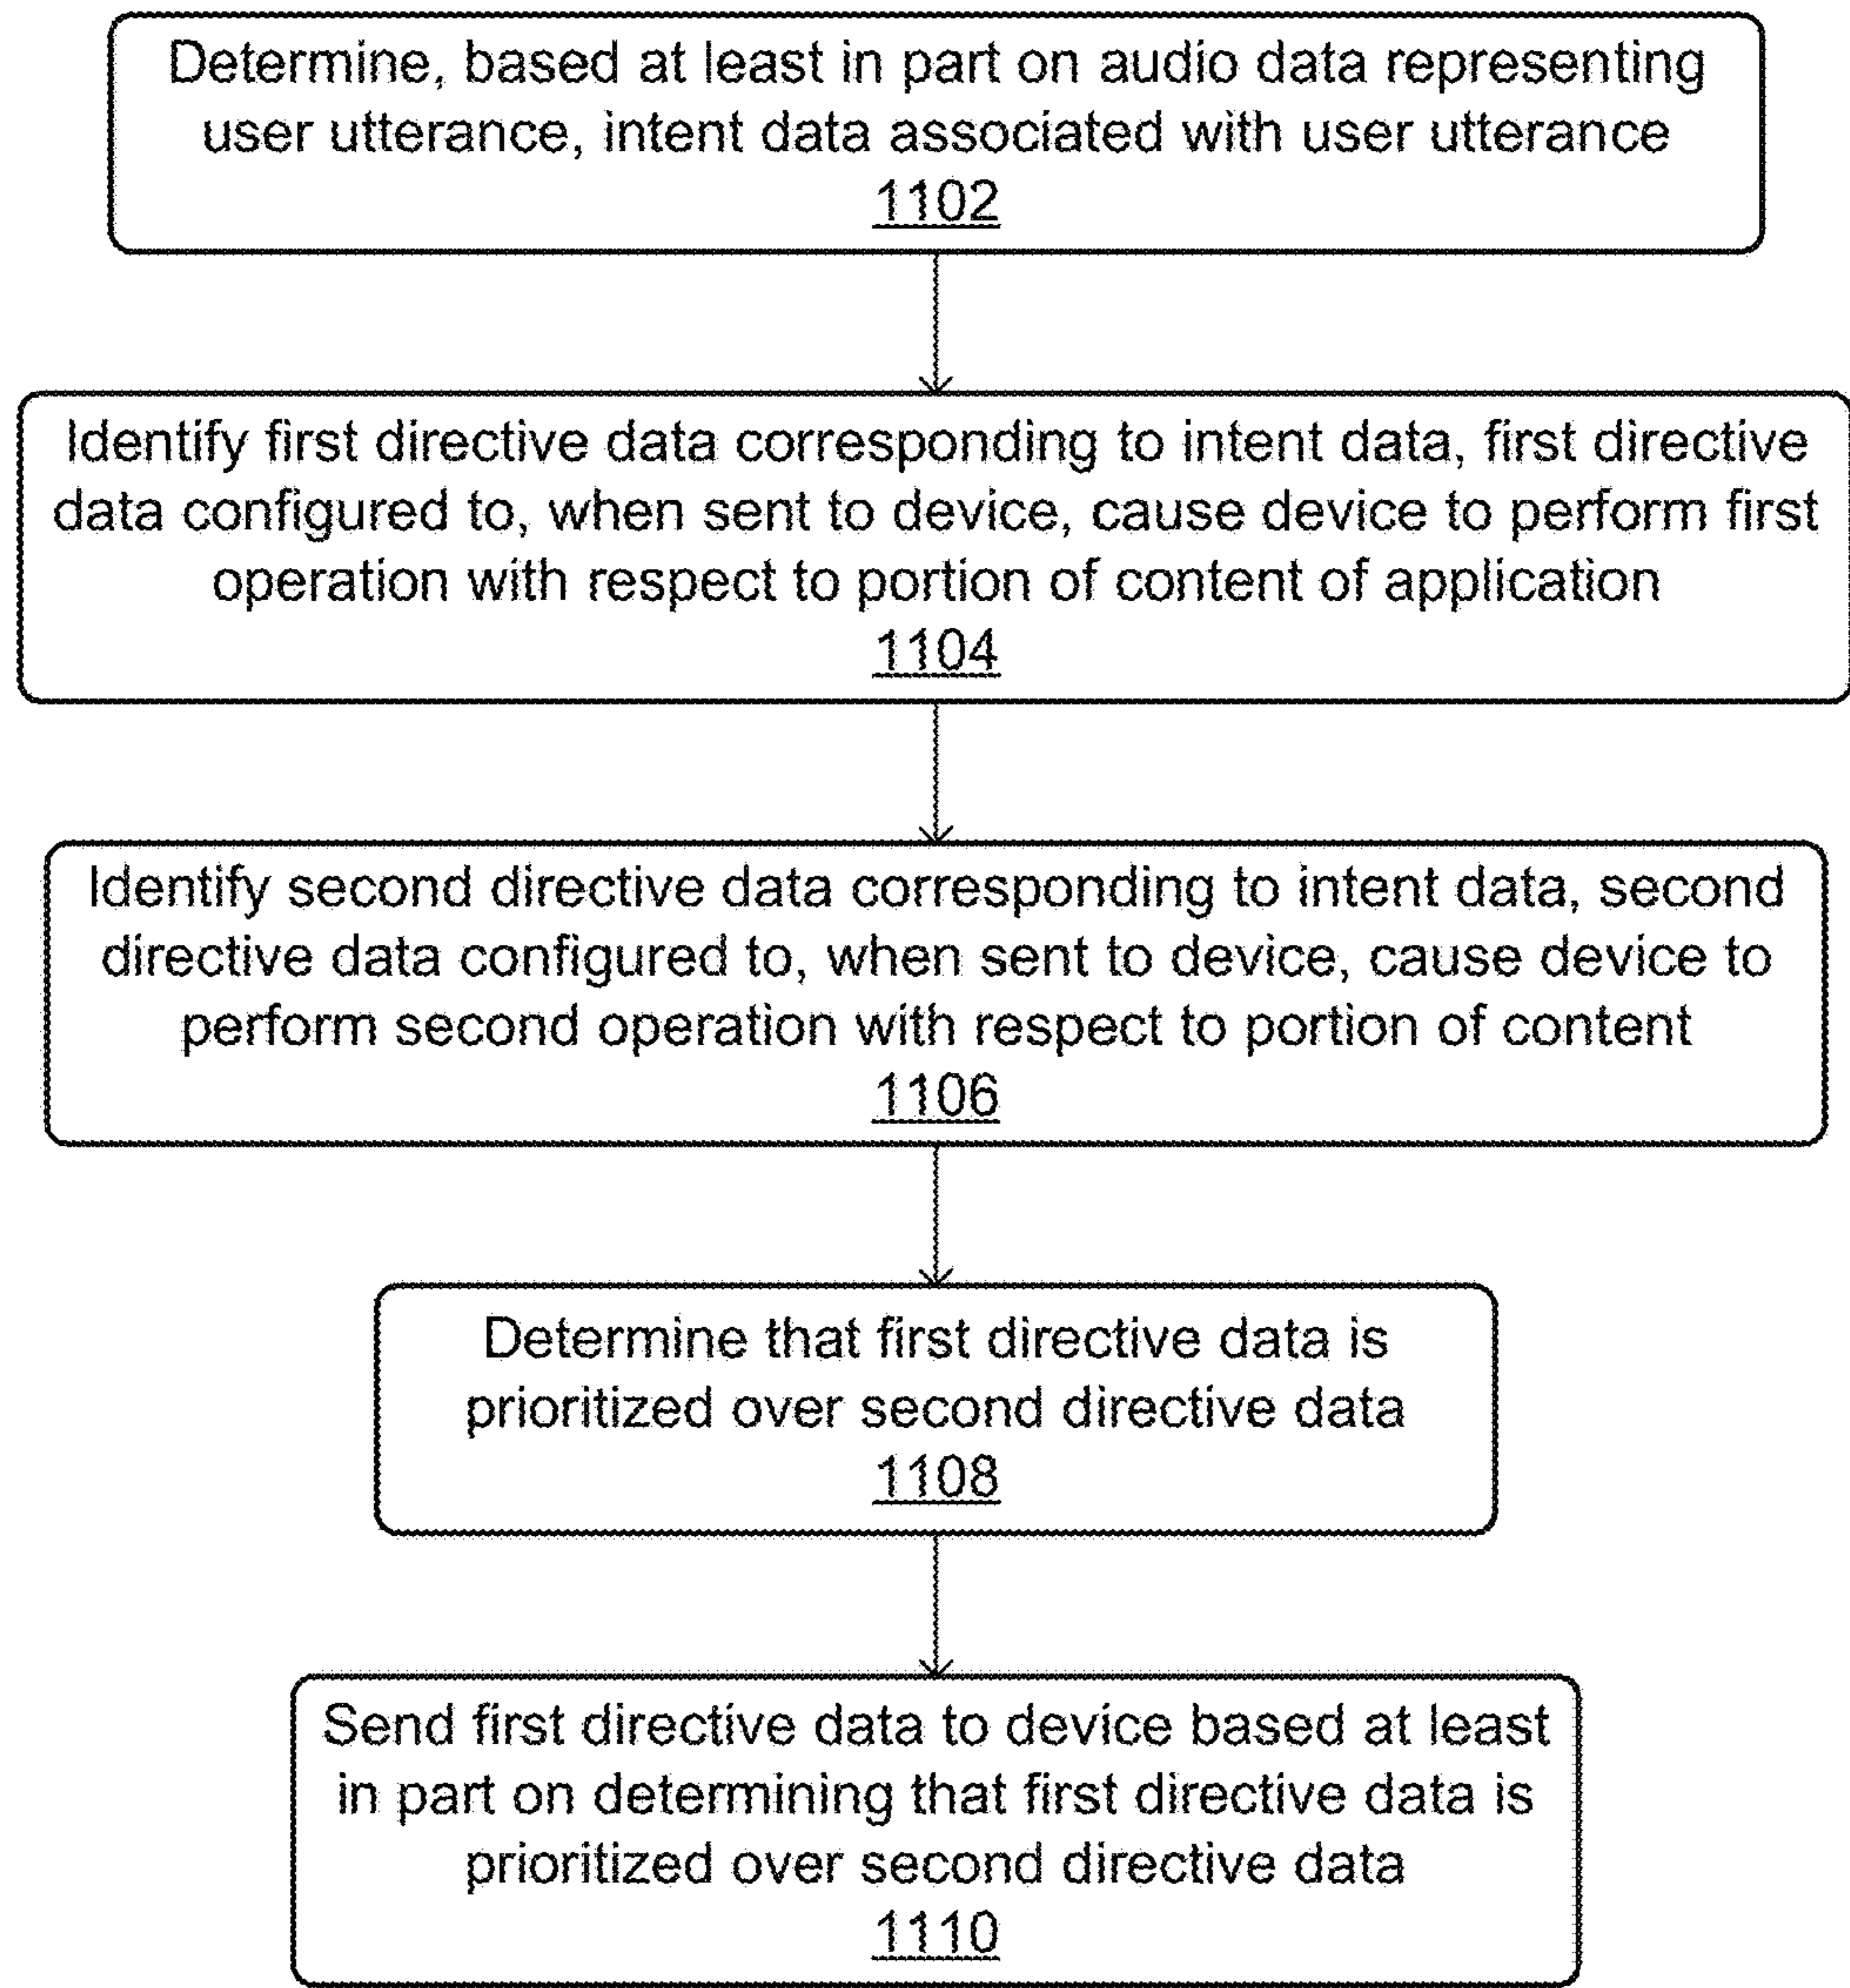 Determine, based at least in part on audio data representing
user utterance, intent data associated with user utterance
1102
Identify first directive data corresponding to intent data, first directive
data configured to, when sent to device, cause device to perform first
operation with respect to portion of content of application
1104
Identify second directive data corresponding to intent data, second
directive data configured to, when sent to device, cause device to
perform second operation with respect to portion of content
1106
Determine that first directive data is
prioritized over second directive data
1108
Send first directive data to device based at least
in part on determining that first directive data is
prioritized over second directive data
1110